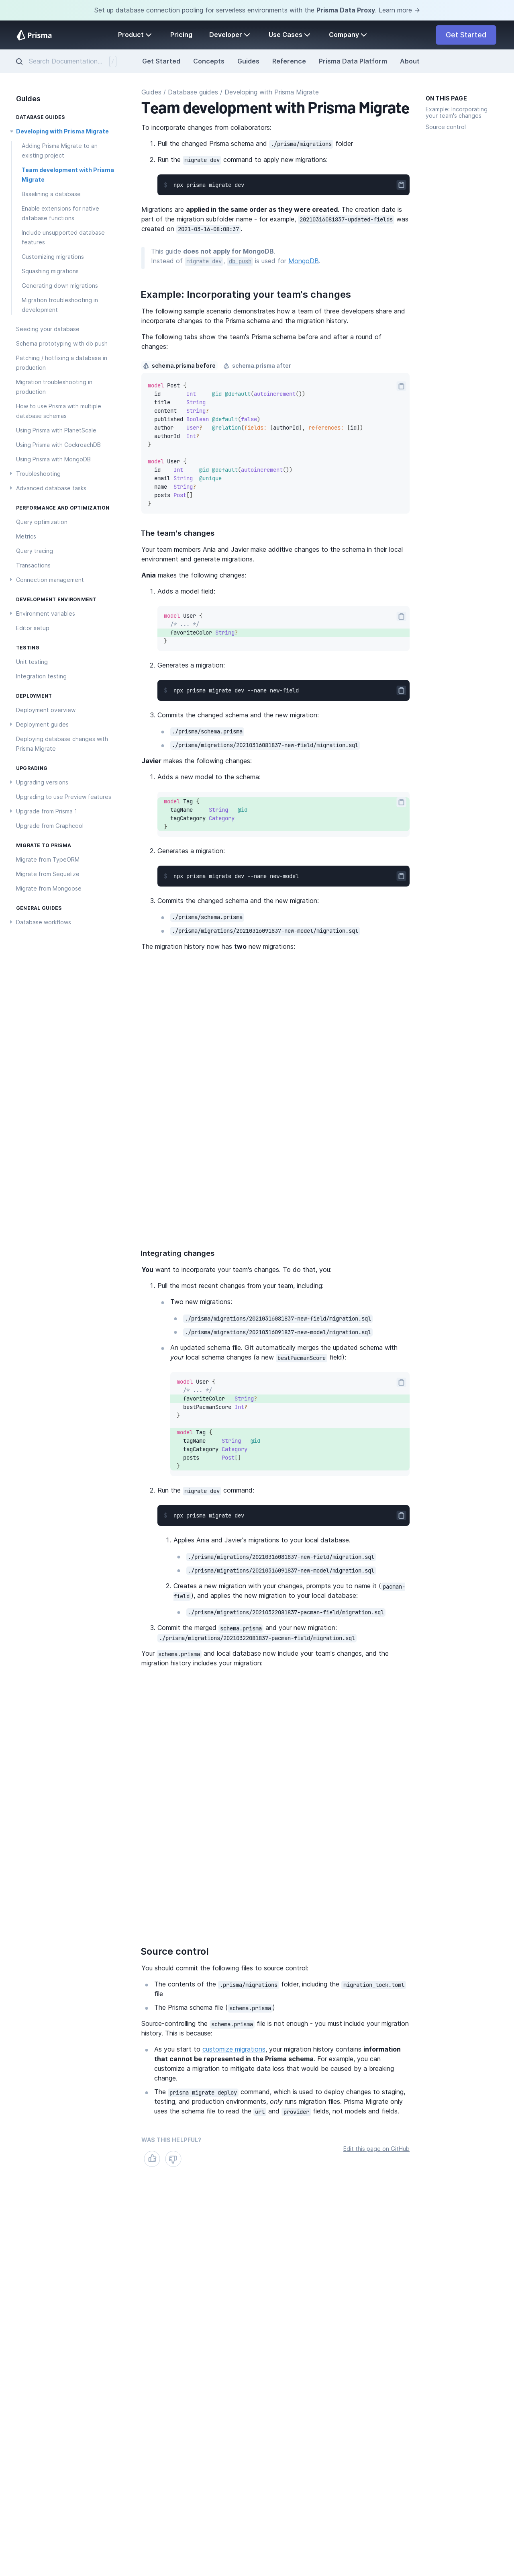 Set up database connection pooling for serverless environments with the Prisma Data Proxy. Learn more →
Prisma
Product
Pricing
Developer
Use Cases
Company
Get Started
Search Documentation...
/
Get Started
Concepts
Guides
Reference
Prisma Data Platform
About
Guides
DATABASE GUIDES
Developing with Prisma Migrate
Adding Prisma Migrate to an
existing project
Team development with Prisma
Migrate
Baselining a database
Enable extensions for native
database functions
Include unsupported database
features
Customizing migrations
Squashing migrations
Generating down migrations
Migration troubleshooting in
development
Seeding your database
Schema prototyping with db push
Patching / hotfixing a database in
production
Migration troubleshooting in
production
How to use Prisma with multiple
database schemas
Using Prisma with PlanetScale
Using Prisma with CockroachDB
Using Prisma with MongoDB
Troubleshooting
Advanced database tasks
PERFORMANCE AND OPTIMIZATION
Query optimization
Metrics
Query tracing
Transactions
Connection management
DEVELOPMENT ENVIRONMENT
Environment variables
Editor setup
TESTING
Unit testing
Integration testing
DEPLOYMENT
Deployment overview
Deployment guides
Deploying database changes with
Prisma Migrate
UPGRADING
Upgrading versions
Upgrading to use Preview features
Upgrade from Prisma 1
Upgrade from Graphcool
MIGRATE TO PRISMA
Migrate from TypeORM
Migrate from Sequelize
Migrate from Mongoose
GENERAL GUIDES
Database workflows
Guides / Database guides / Developing with Prisma Migrate
Team development with Prisma Migrate
To incorporate changes from collaborators:
1. Pull the changed Prisma schema and ./prisma/migrations folder
2. Run the migrate dev command to apply new migrations:
1 npx prisma migrate dev
Migrations are applied in the same order as they were created. The creation date is
part of the migration subfolder name - for example, 20210316081837-updated-fields was
created on 2021-03-16-08:08:37.
This guide does not apply for MongoDB.
Instead of migrate dev, db push is used for MongoDB.
Example: Incorporating your team's changes
The following sample scenario demonstrates how a team of three developers share and
incorporate changes to the Prisma schema and the migration history.
The following tabs show the team's Prisma schema before and after a round of
changes:
schema.prisma before
schema.prisma after
model Post {
id Int @id @default(autoincrement())
title String
content String?
published Boolean @default(false)
author User? @relation(fields: [authorId], references: [id])
authorId Int?
}
model User {
id Int @id @default(autoincrement())
email String @unique
name String?
posts Post[]
}
The team's changes
Your team members Ania and Javier make additive changes to the schema in their local
environment and generate migrations.
Ania makes the following changes:
1. Adds a model field:
model User {
/* ... */
favoriteColor String?
}
2. Generates a migration:
1 npx prisma migrate dev --name new-field
3. Commits the changed schema and the new migration:
./prisma/schema.prisma
./prisma/migrations/20210316081837-new-field/migration.sql
Javier makes the following changes:
1. Adds a new model to the schema:
model Tag {
tagName String @id
tagCategory Category
}
2. Generates a migration:
1 npx prisma migrate dev --name new-model
3. Commits the changed schema and the new migration:
./prisma/schema.prisma
./prisma/migrations/20210316091837-new-model/migration.sql
The migration history now has two new migrations:
Integrating changes
You want to incorporate your team's changes. To do that, you:
1. Pull the most recent changes from your team, including:
Two new migrations:
./prisma/migrations/20210316081837-new-field/migration.sql
./prisma/migrations/20210316091837-new-model/migration.sql
An updated schema file. Git automatically merges the updated schema with
your local schema changes (a new bestPacmanScore field):
model User {
/* ... */
favoriteColor String?
bestPacmanScore Int?
}
model Tag {
tagName String @id
tagCategory Category
posts Post[]
}
2. Run the migrate dev command:
1 npx prisma migrate dev
1. Applies Ania and Javier's migrations to your local database.
./prisma/migrations/20210316081837-new-field/migration.sql
./prisma/migrations/20210316091837-new-model/migration.sql
2. Creates a new migration with your changes, prompts you to name it (pacman-
field), and applies the new migration to your local database:
./prisma/migrations/20210322081837-pacman-field/migration.sql
3. Commit the merged schema.prisma and your new migration:
./prisma/migrations/20210322081837-pacman-field/migration.sql
Your schema.prisma and local database now include your team's changes, and the
migration history includes your migration:
Source control
You should commit the following files to source control:
The contents of the .prisma/migrations folder, including the migration_lock.toml
file
The Prisma schema file (schema.prisma)
Source-controlling the schema.prisma file is not enough - you must include your migration
history. This is because:
As you start to customize migrations, your migration history contains information
that cannot be represented in the Prisma schema. For example, you can
customize a migration to mitigate data loss that would be caused by a breaking
change.
The prisma migrate deploy command, which is used to deploy changes to staging,
testing, and production environments, only runs migration files. Prisma Migrate only
uses the schema file to read the url and provider fields, not models and fields.
WAS THIS HELPFUL?
Edit this page on GitHub
ON THIS PAGE
Example: Incorporating
your team's changes
Source control